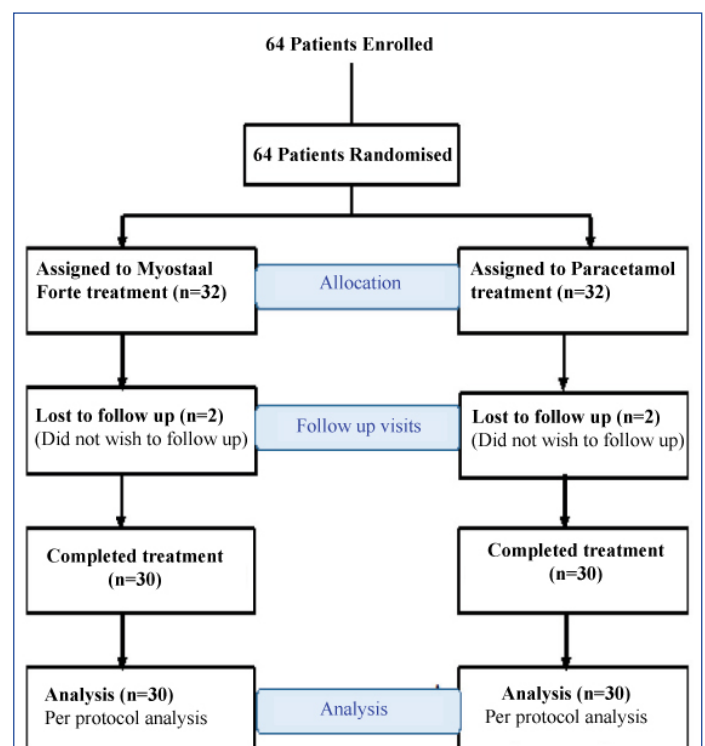 64 Patients Enrolled
64 Patients Randomised
Assigned to Myostaal
Forte treatment (n=32)
Allocation
Assigned to Paracetamol
treatment (n=32)
Lost to follow up (n=2)
(Did not wish to follow up)
Follow up visits
Lost to follow up (n=2)
(Did not wish to follow up)
Completed treatment
(n=30)
Completed treatment
(n=30)
Analysis (n=30)
Per protocol analysis
Analysis
Analysis (n=30)
Per protocol analysis